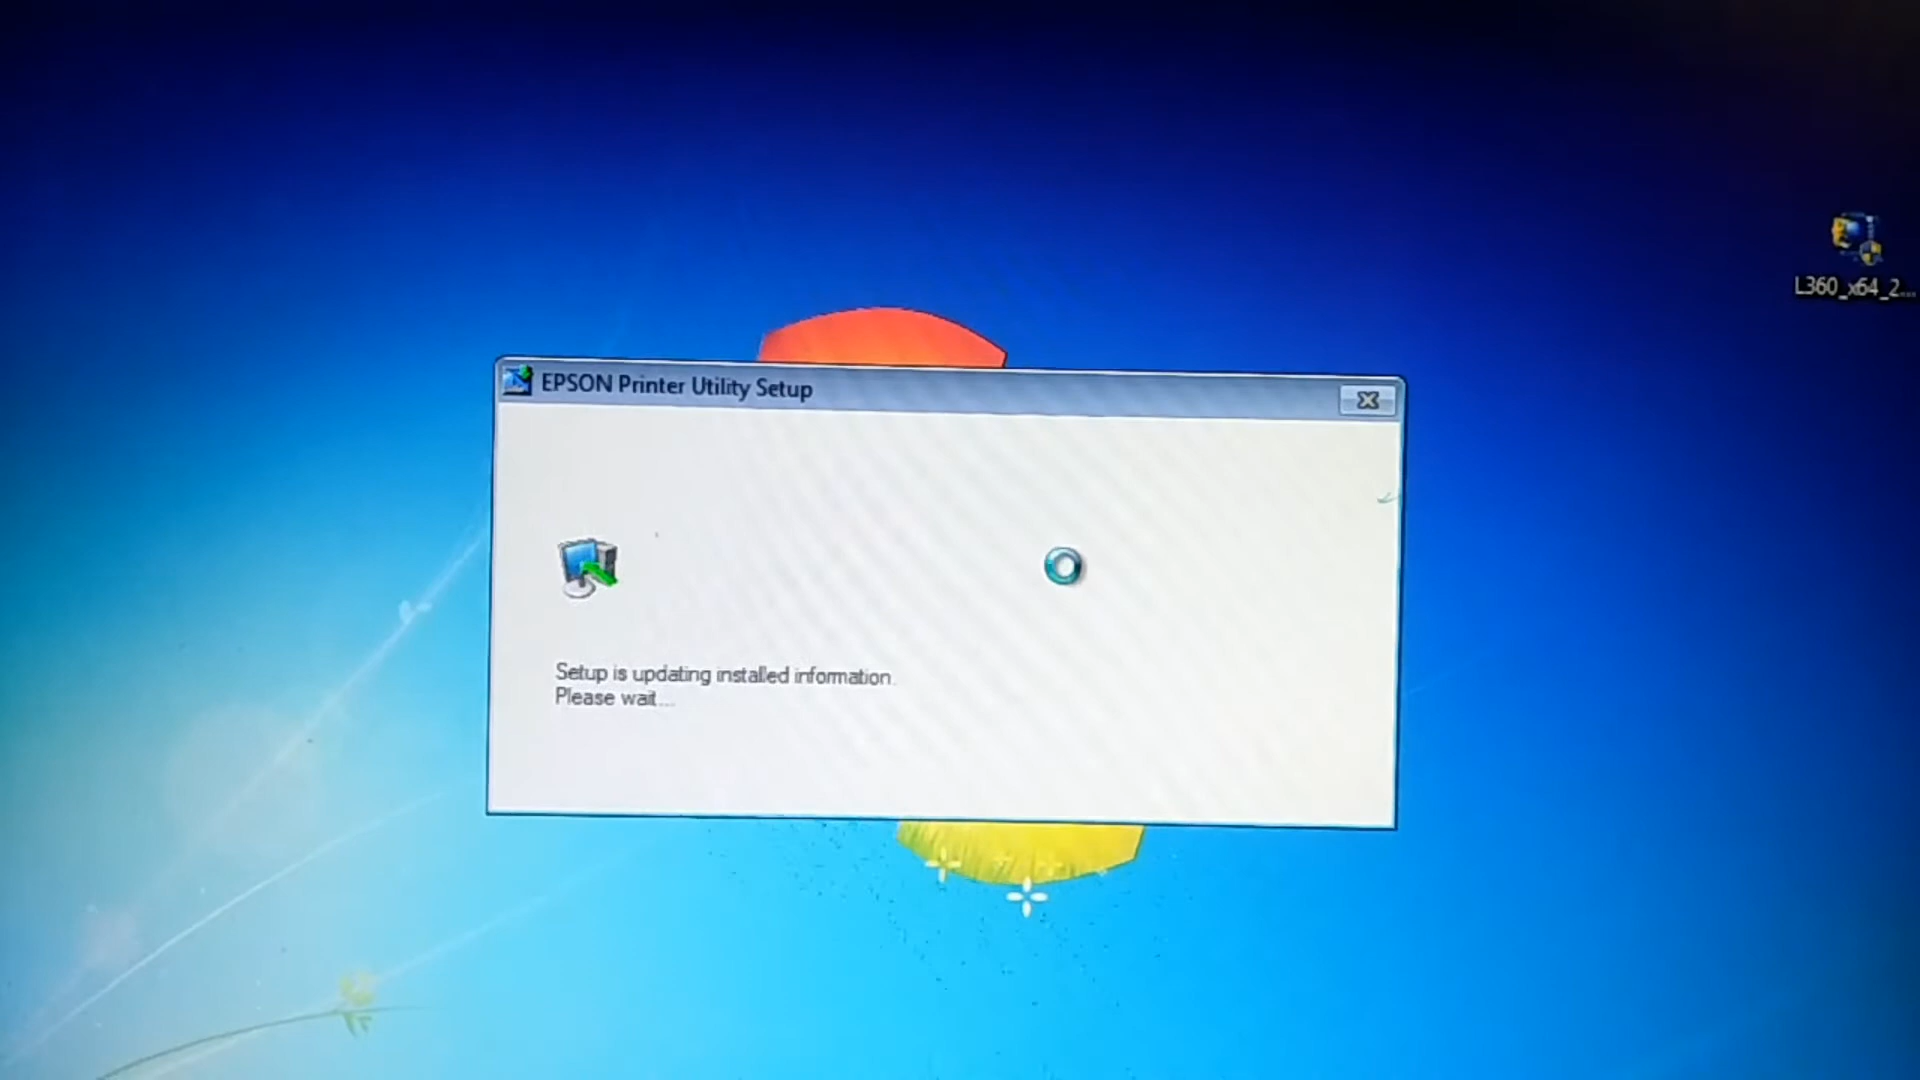 L360_x64_2...
EPSON Printer Utility Setup
Setup is updating installed information.
Please wait....